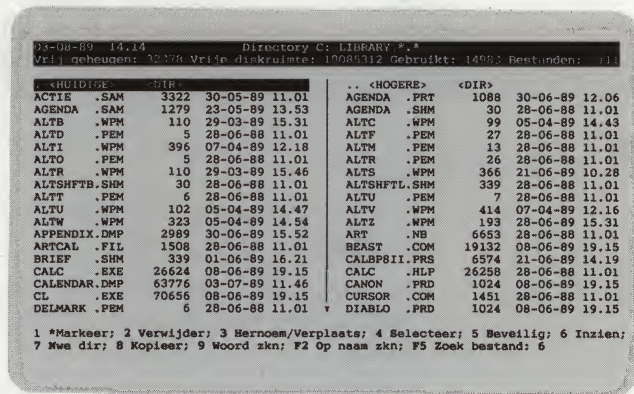 03-08-89 14.14 Directory C: LIBRARY *.*
Vrij geheugen: Vrije diskruimte: 19085312 Gebruikt: Bestanden:
. <HUIDIGE> <DIR> .. <HOGERE> <DIR>
ACTIE .SAM 3322 30-05-89 11.01 AGENDA .PRT 1088 30-06-89 12.06
AGENDA .SAM 1279 23-05-89 13.53 AGENDA .SHM 30 28-06-88 11.01
ALTB .WPM 110 29-03-89 15.31 ALTC .WPM 99 05-04-89 14.43
ALTD .PEM 5 28-06-88 11.01 ALTF .PEM 27 28-06-88 11.01
ALTI .WPM 396 07-04-89 12.18 ALTM .PEM 13 28-06-88 11.01
ALTO .PEM 5 28-06-88 11.01 ALTR .PEM 26 28-06-88 11.01
ALTR .WPM 110 29-03-89 15.46 ALTS .WPM 366 21-06-89 10.28
ALTSHFTB.SHM 30 28-06-88 11.01 ALTSHFTL.SHM 339 28-06-88 11.01
ALTT .PEM 6 28-06-88 11.01 ALTU .PEM 7 28-06-88 11.01
ALTU .WPM 102 05-04-89 14.47 ALTV .WPM 414 07-04-89 12.16
ALTW .WPM 323 05-04-89 14.54 ALTZ .WPM 193 28-06-89 15.31
APPENDIX.DMP 2989 30-06-89 15.52 ART .NB 6653 28-06-88 11.01
ARTCAL .FIL 1508 28-06-88 11.01 BEAST .COM 19132 08-06-89 19.15
BRIEF .SHM 339 01-06-89 16.21 CALBP8II.PRS 6574 21-06-89 14.19
CALC .EXE 26624 08-06-89 19.15 CALC .HLP 26258 28-06-88 11.01
CALENDAR.DMP 63776 03-07-89 11.46 CANON .PRD 1024 08-06-89 19.15
CL .EXE 70656 08-06-89 19.15 CURSOR .COM 1451 28-06-88 11.01
DELMARK .PEM 6 28-06-88 11.01 DIABLO .PRD 1024 08-06-89 19.15
1 *Markeer; 2 Verwijder; 3 Hernoem/Verplaats; 4 Selecteer; 5 Beveilig; 6 Inzien;
7 Nwe dir; 8 Kopieer; 9 Woord zkn; F2 Op naam zkn; F5 Zoek bestand: 6